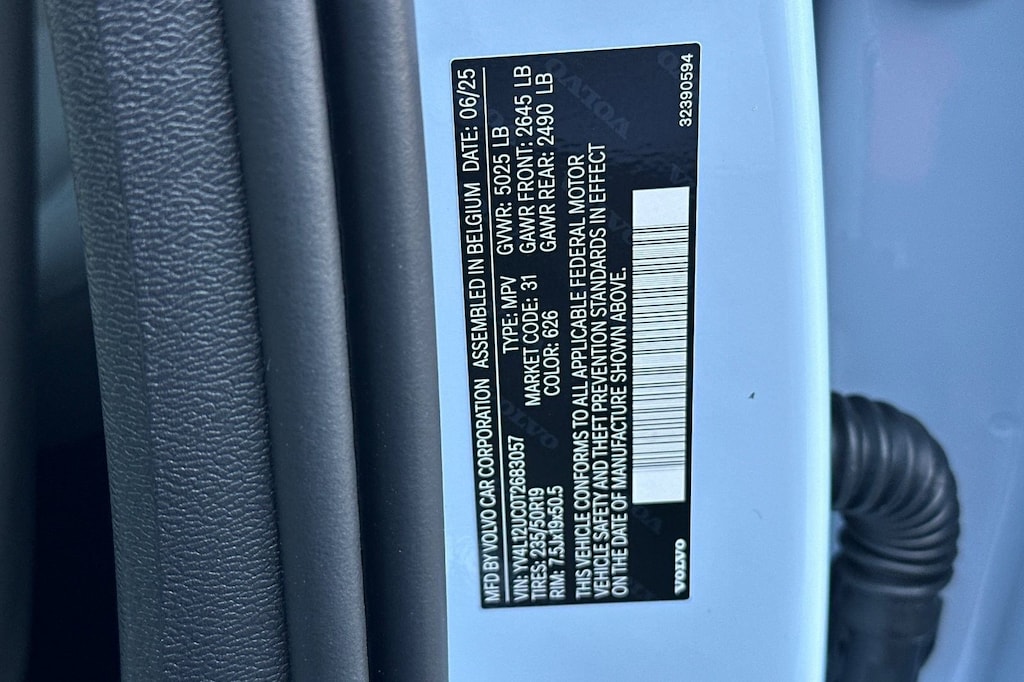 MFD BY VOLVO CAR CORPORATION ASSEMBLED IN BELGIUM DATE: 06/25
VIN: YV4L12UC0T2683057 TYPE: MPV GVWR: 5025 LB
TIRES: 235/50R19 MARKET CODE: 31 GAWR FRONT: 2645 LB
RIM: 7.5Jx19x50.5 COLOR: 626 GAWR REAR: 2490 LB
THIS VEHICLE CONFORMS TO ALL APPLICABLE FEDERAL MOTOR
VEHICLE SAFETY AND THEFT PREVENTION STANDARDS IN EFFECT
ON THE DATE OF MANUFACTURE SHOWN ABOVE.
VOLVO 32390594